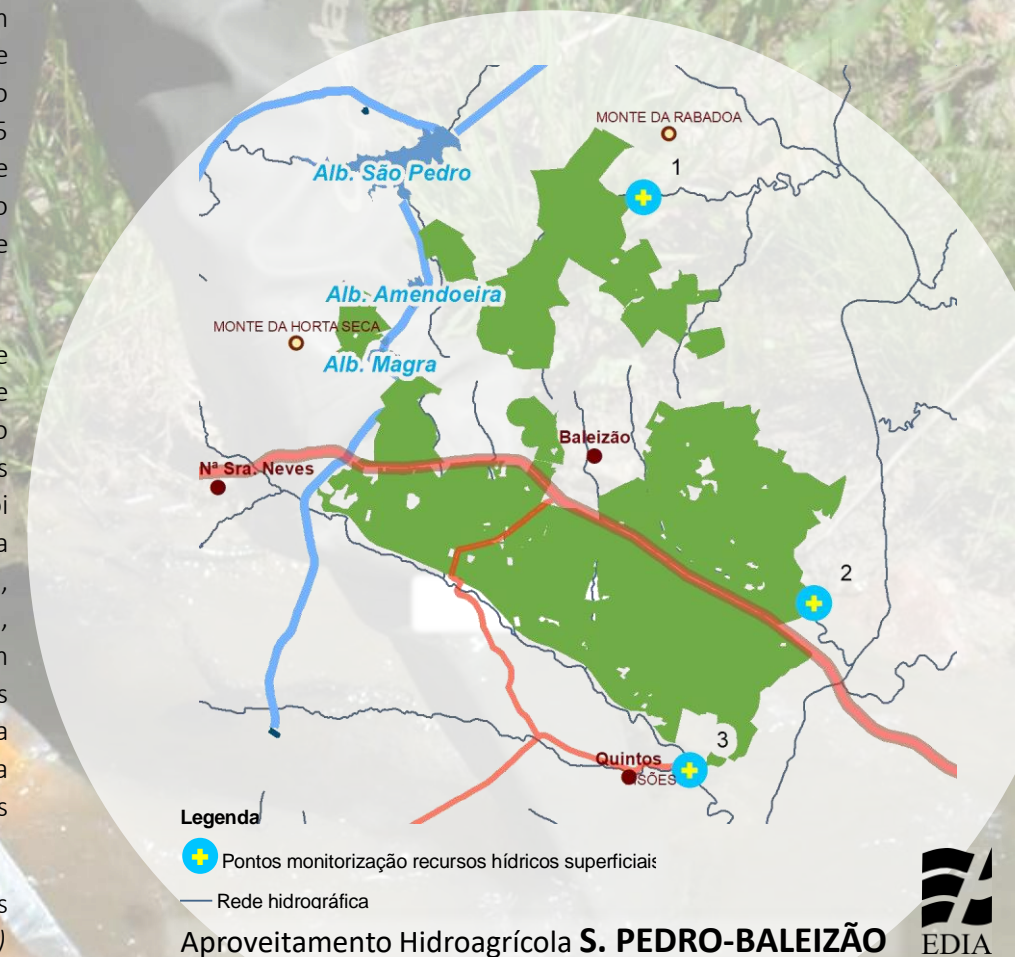 MONTE DA RABADOA
1
Alb. São Pedro
Alb. Amendoeira
MONTE DA HORTA SECA
Alb. Magra
Baleizão
Nª Sra. Neves
2
3
Quintos
ISÕES
Legenda
Pontos monitorização recursos hídricos superficiais
Rede hidrográfica
Aproveitamento Hidroagrícola S. PEDRO-BALEIZÃO
EDIA